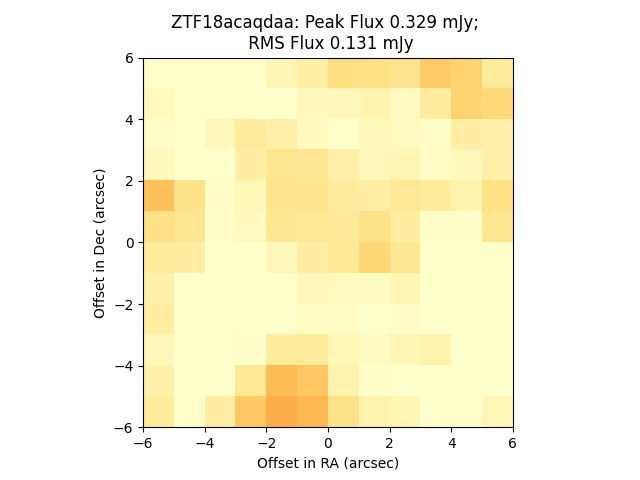 ZTF18acaqdaa: Peak Flux 0.329 mJy;
RMS Flux 0.131 mJy
6
4
2
0
−2
−4
−6
Offset in Dec (arcsec)
−6 −4 −2 0 2 4 6
Offset in RA (arcsec)